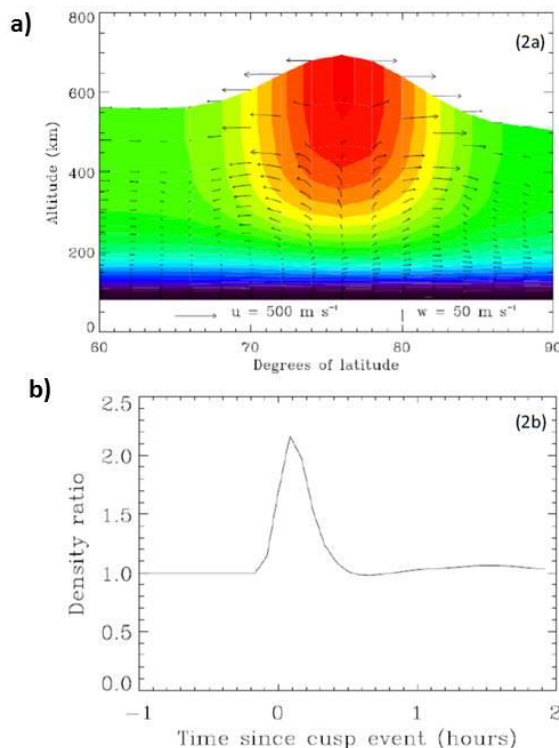 a)
(2a)
800
600
400
200
0
Altitude (km)
u = 500 m s⁻¹
w = 50 m s⁻¹
60
70
80
90
Degrees of latitude
b)
(2b)
2.5
2.0
1.5
1.0
0.5
0.0
Density ratio
-1
0
1
2
Time since cusp event (hours)